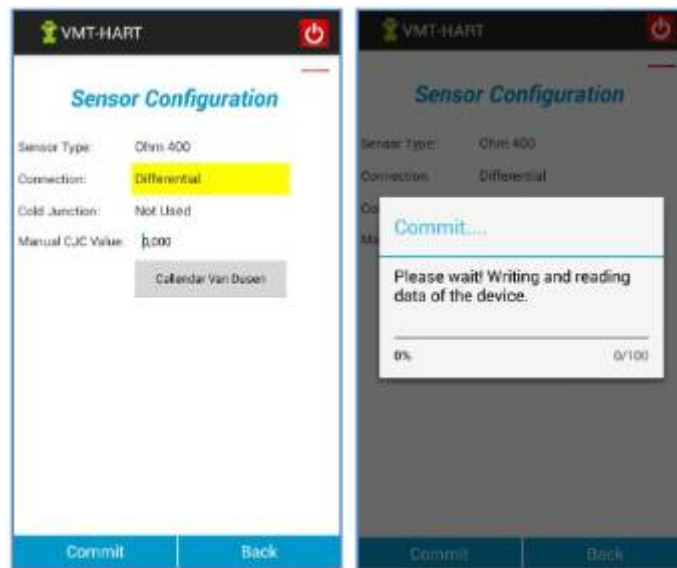 VMT-HART
Sensor Configuration
Sensor Type: Ohm 400
Connection: Differential
Cold Junction: Not Used
Manual CJC Value: 0,000
Callendar Van Dusen
Commit Back
VMT-HART
Sensor Configuration
Sensor Type: Ohm 400
Connection: Differential
Commit....
Please wait! Writing and reading
data of the device.
0% 0/100
Commit Back